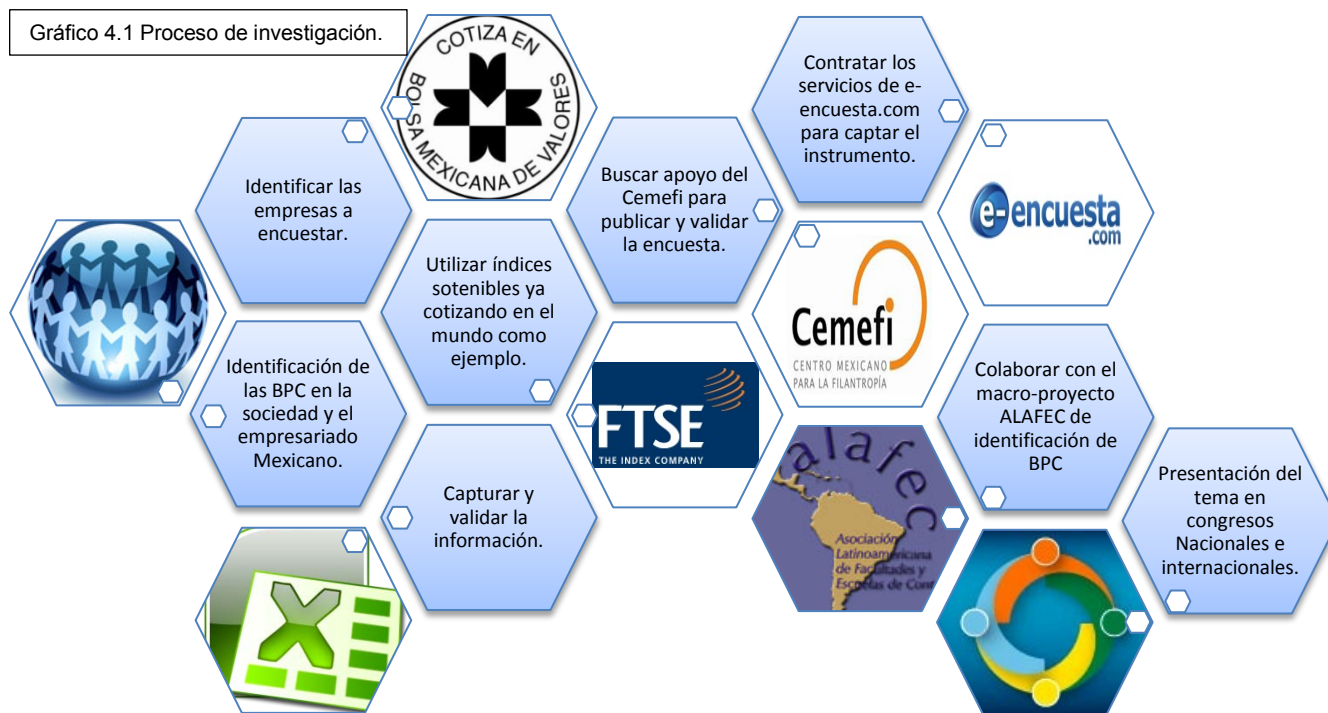 Gráfico 4.1 Proceso de investigación.
COTIZA EN
BOLSA MEXICANA DE VALORES
Contratar los
servicios de e-
encuesta.com
para captar el
instrumento.
Identificar las
empresas a
encuestar.
Buscar apoyo del
Cemefi para
publicar y validar
la encuesta.
e-encuesta
.com
Utilizar índices
sotenibles ya
cotizando en el
mundo como
ejemplo.
Cemefi
CENTRO MEXICANO
PARA LA FILANTROPÍA
Identificación de
las BPC en la
sociedad y el
empresariado
Mexicano.
FTSE
THE INDEX COMPANY
Colaborar con el
macro-proyecto
ALAFEC de
identificación de
BPC
Capturar y
validar la
información.
alafec
Asociación
Latinoamericana
de Facultades y
Escuelas de Cont
Presentación del
tema en
congresos
Nacionales e
internacionales.
X